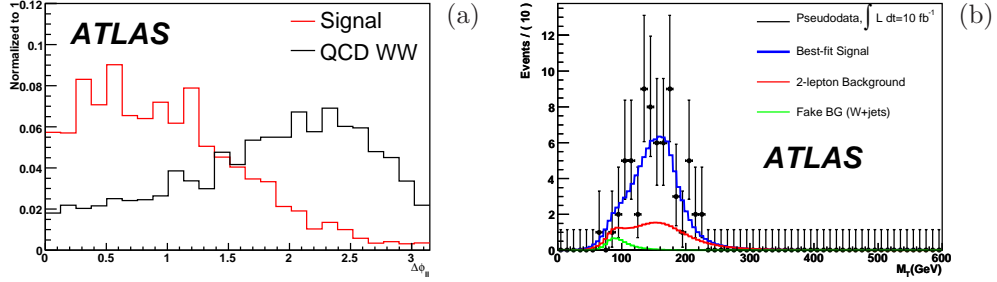 (a)
Normalized to 1
0.12
0.1
0.08
0.06
0.04
0.02
0
ATLAS
Signal
QCD WW
0 0.5 1 1.5 2 2.5 3
Δφll
(b)
Events / ( 10 )
12
10
8
6
4
2
0
Pseudodata, ∫ L dt=10 fb-1
Best-fit Signal
2-lepton Background
Fake BG (W+jets)
ATLAS
0 100 200 300 400 500 600
MT(GeV)